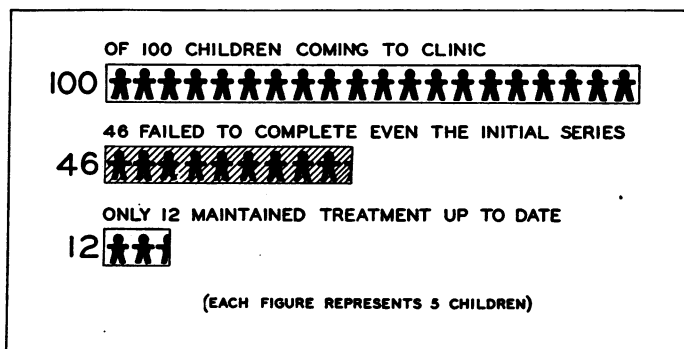 OF 100 CHILDREN COMING TO CLINIC
100
46 FAILED TO COMPLETE EVEN THE INITIAL SERIES
46
ONLY 12 MAINTAINED TREATMENT UP TO DATE
12
(EACH FIGURE REPRESENTS 5 CHILDREN)